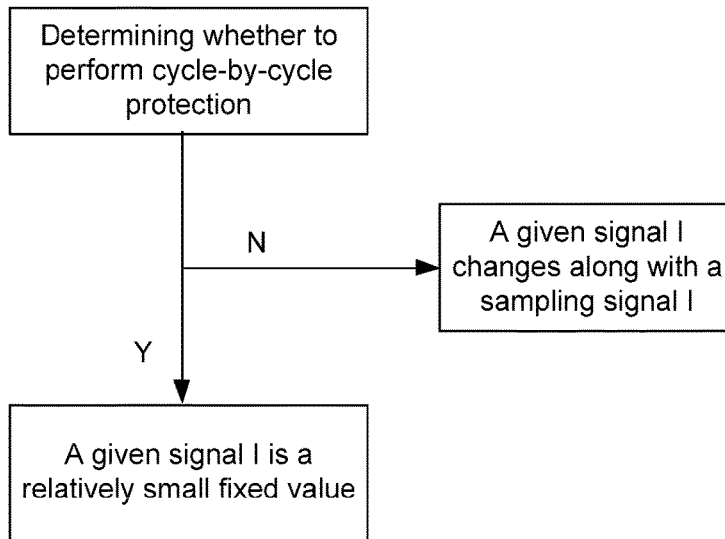 Determining whether to
perform cycle-by-cycle
protection
N
A given signal I
changes along with a
sampling signal I
Y
A given signal I is a
relatively small fixed value